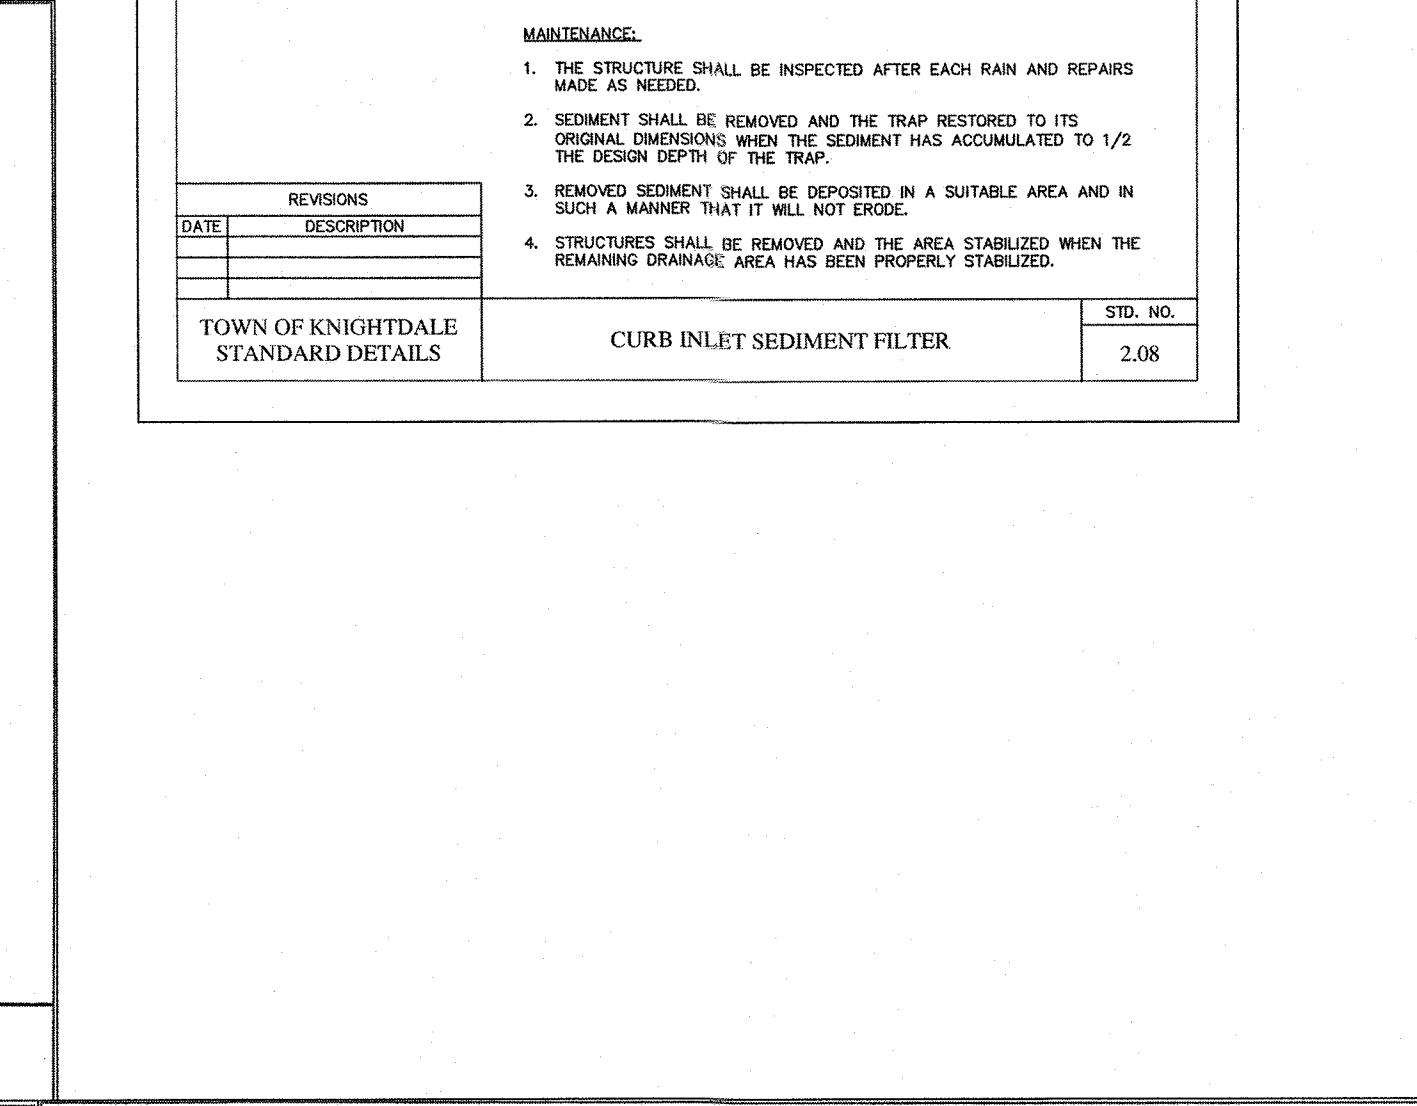 MAINTENANCE:
1. THE STRUCTURE SHALL BE INSPECTED AFTER EACH RAIN AND REPAIRS
MADE AS NEEDED.
2. SEDIMENT SHALL BE REMOVED AND THE TRAP RESTORED TO ITS
ORIGINAL DIMENSIONS WHEN THE SEDIMENT HAS ACCUMULATED TO 1/2
THE DESIGN DEPTH OF THE TRAP.
3. REMOVED SEDIMENT SHALL BE DEPOSITED IN A SUITABLE AREA AND IN
SUCH A MANNER THAT IT WILL NOT ERODE.
4. STRUCTURES SHALL BE REMOVED AND THE AREA STABILIZED WHEN THE
REMAINING DRAINAGE AREA HAS BEEN PROPERLY STABILIZED.
REVISIONS
DATE DESCRIPTION
TOWN OF KNIGHTDALE
STANDARD DETAILS
CURB INLET SEDIMENT FILTER
STD. NO.
2.08